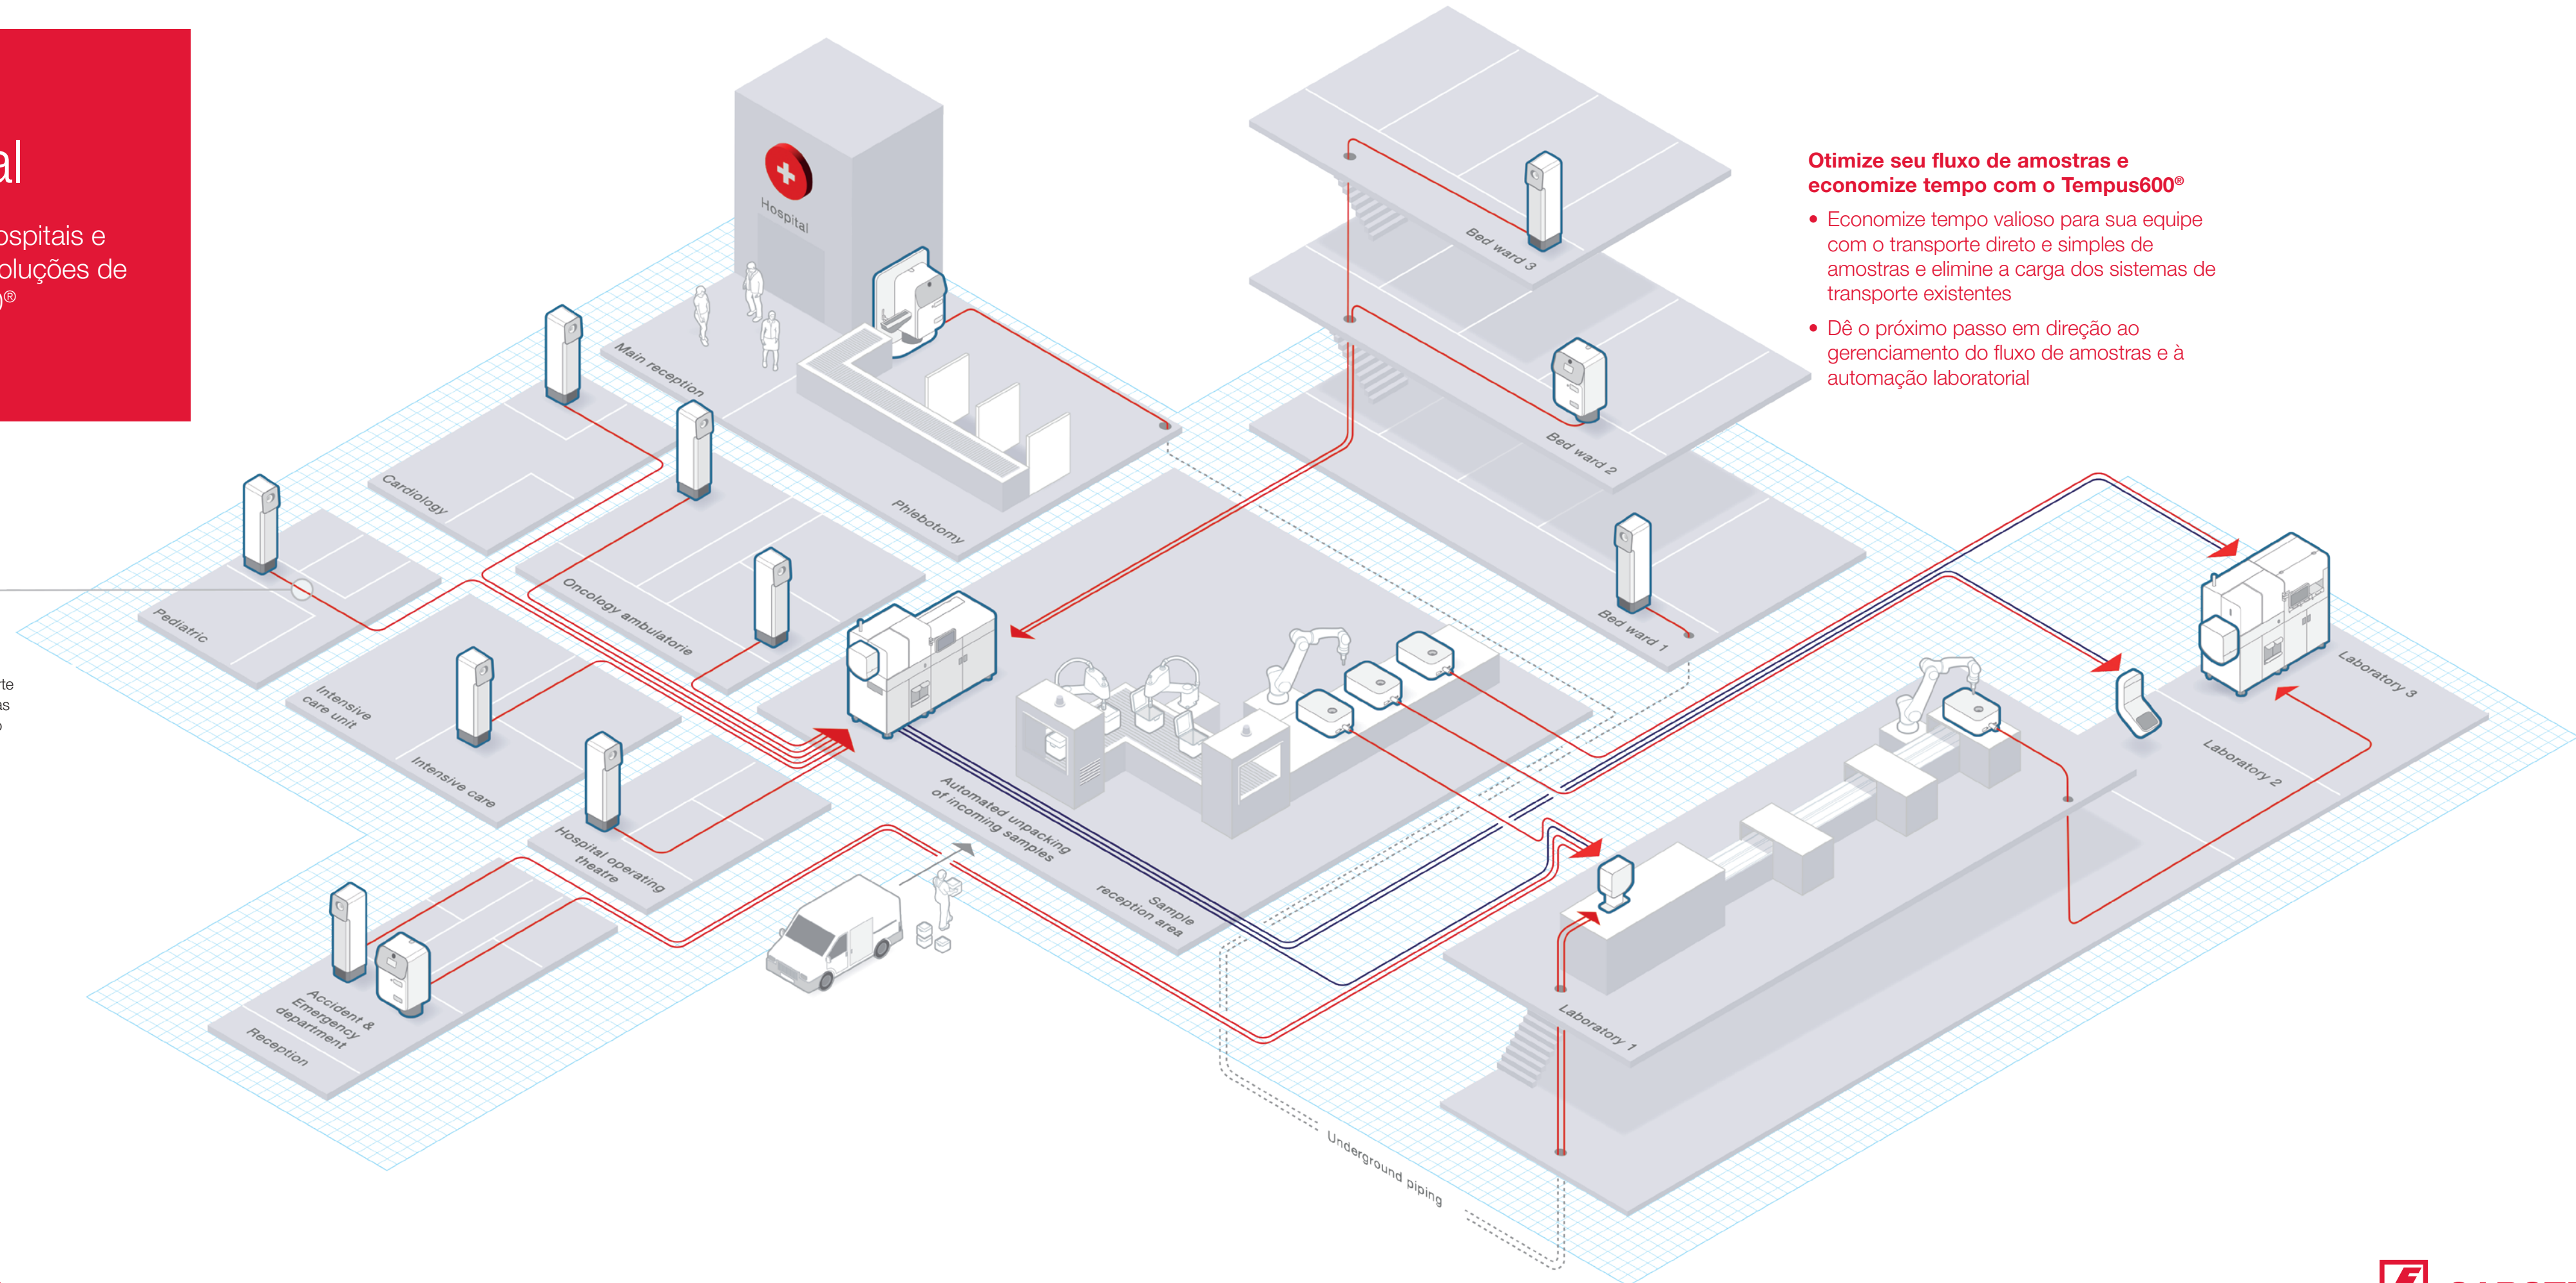 al
ospitais e
oluções de
0®
rte
as
o
Hospital
Main reception
Phlebotomy
Cardiology
Pediatric
Oncology ambulatorie
Intensive
care unit
Intensive care
Hospital operating
theatre
Accident &
Emergency
department
Reception
Automated unpacking
of incoming samples
Sample
reception area
Bed ward 3
Bed ward 2
Bed ward 1
Otimize seu fluxo de amostras e
economize tempo com o Tempus600®
• Economize tempo valioso para sua equipe
com o transporte direto e simples de
amostras e elimine a carga dos sistemas de
transporte existentes
• Dê o próximo passo em direção ao
gerenciamento do fluxo de amostras e à
automação laboratorial
Laboratory 3
Laboratory 2
Laboratory 1
Underground piping